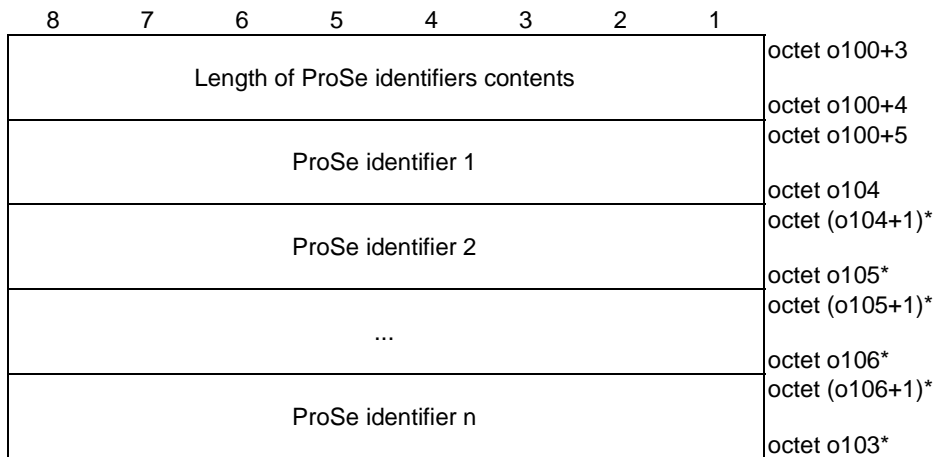 8 7 6 5 4 3 2 1
octet o100+3
Length of ProSe identifiers contents
octet o100+4
octet o100+5
ProSe identifier 1
octet o104
octet (o104+1)*
ProSe identifier 2
octet o105*
octet (o105+1)*
...
octet o106*
octet (o106+1)*
ProSe identifier n
octet o103*